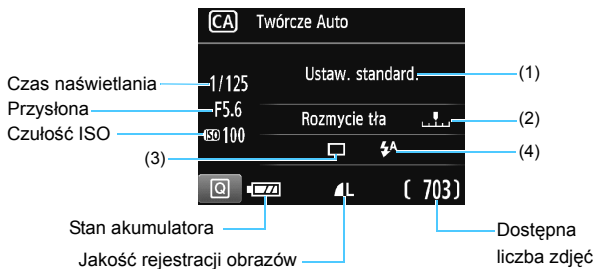 CA Twórcze Auto
Czas naświetlania
1/125
Ustaw. standard.
(1)
Przysłona
F5.6
Rozmycie tła
(2)
Czułość ISO
ISO 100
(3)
(4)
Q
L
( 703)
Stan akumulatora
Dostępna
liczba zdjęć
Jakość rejestracji obrazów